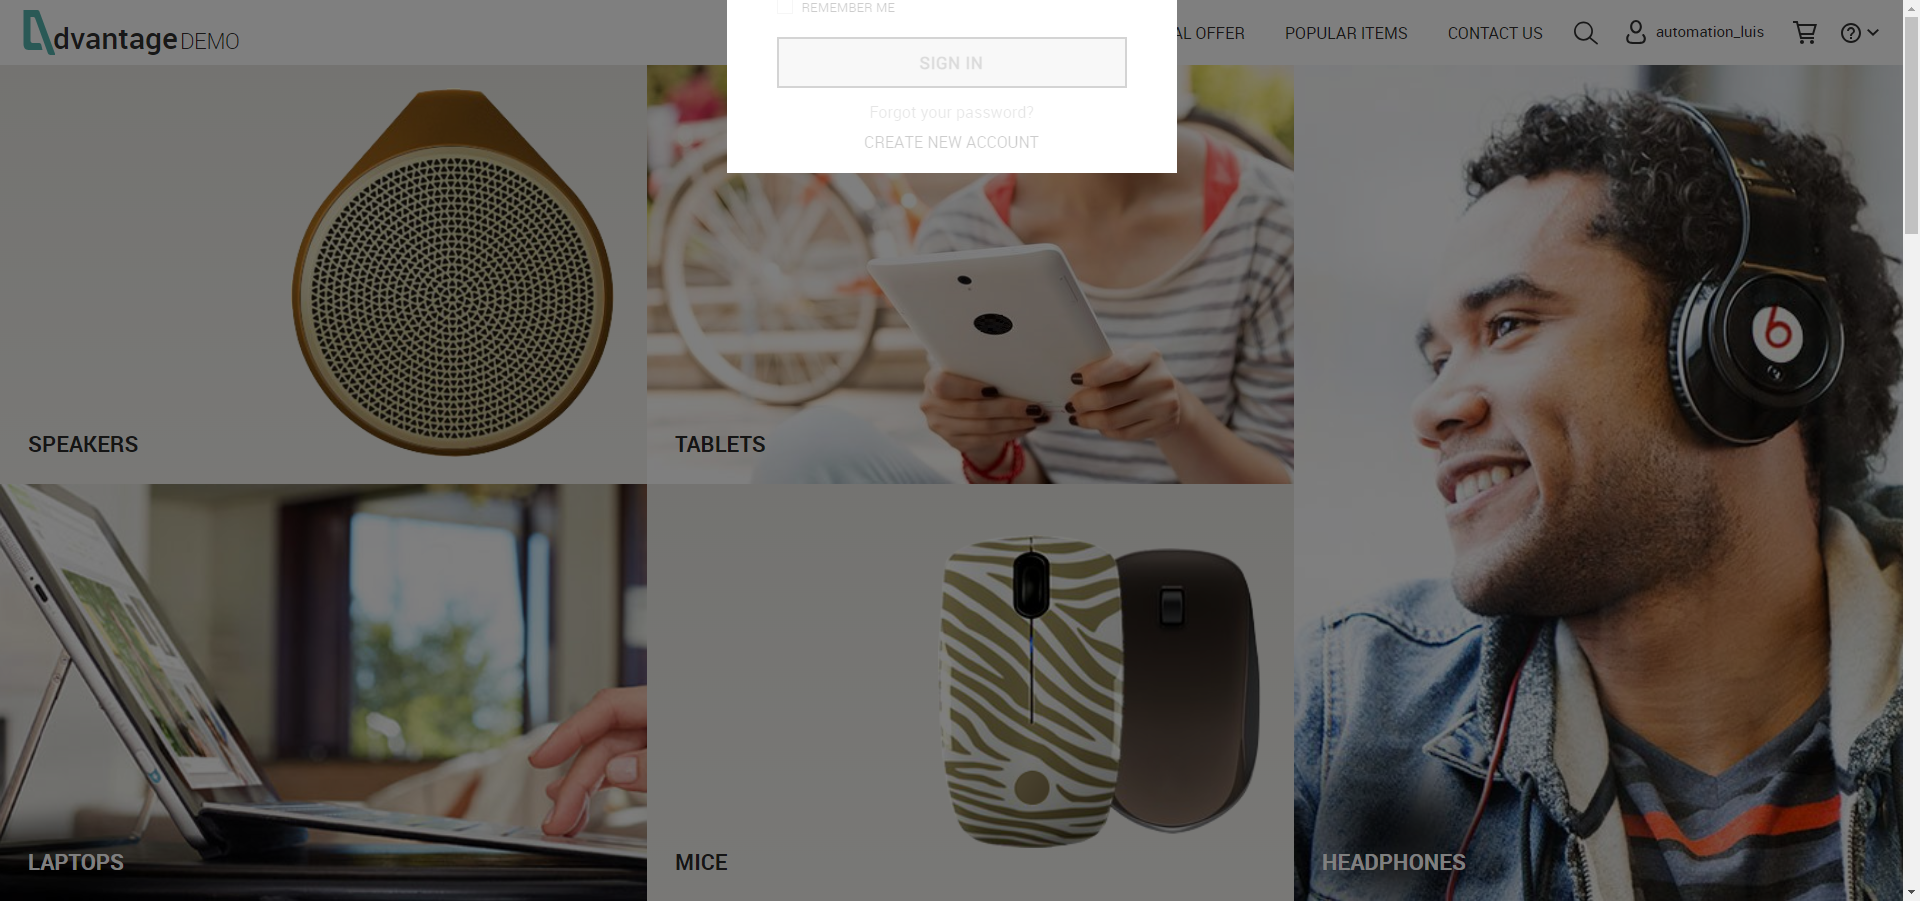 REMEMBER ME
dvantage DEMO
AL OFFER
POPULAR ITEMS
CONTACT US
automation_luis
SIGN IN
Forgot your password?
CREATE NEW ACCOUNT
SPEAKERS
TABLETS
LAPTOPS
MICE
HEADPHONES